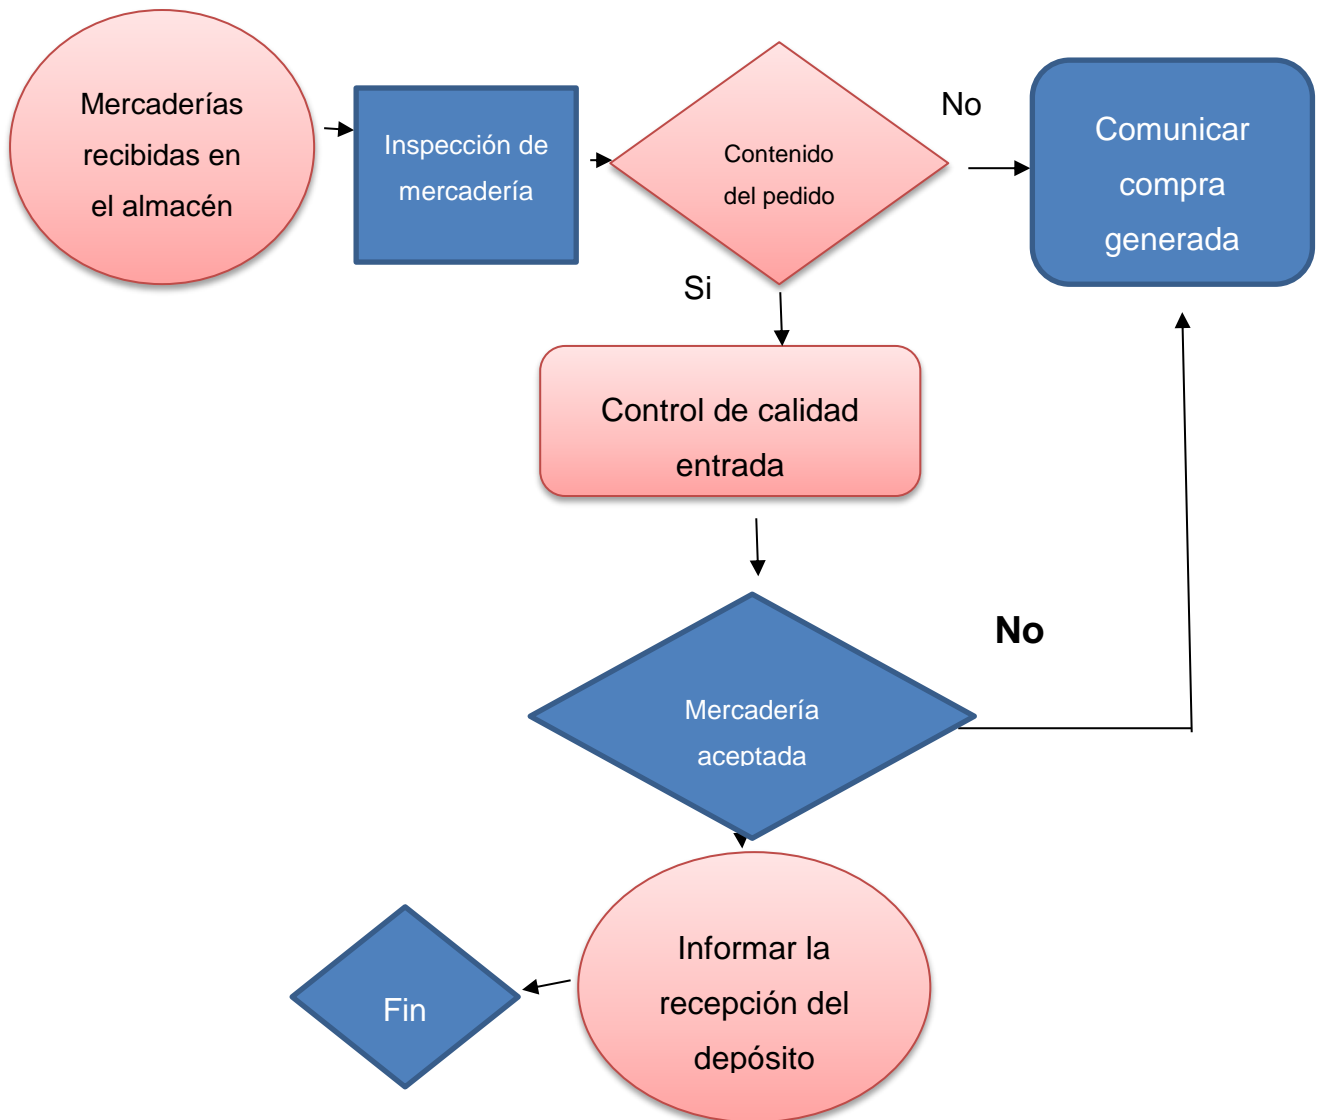 Mercaderías
recibidas en
el almacén
Inspección de
mercadería
Contenido
del pedido
No
Comunicar
compra
generada
Si
Control de calidad
entrada
Mercadería
aceptada
No
Informar la
recepción del
depósito
Fin